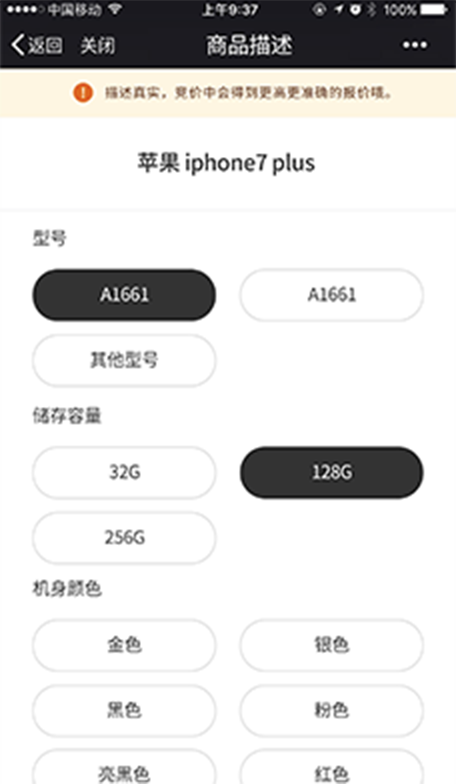 中国移动 上午9:37 100%
返回 关闭 商品描述
描述真实，竞价中会得到更高更准确的报价哦。
苹果 iphone7 plus
型号
A1661 A1661
其他型号
储存容量
32G 128G
256G
机身颜色
金色 银色
黑色 粉色
亮黑色 红色